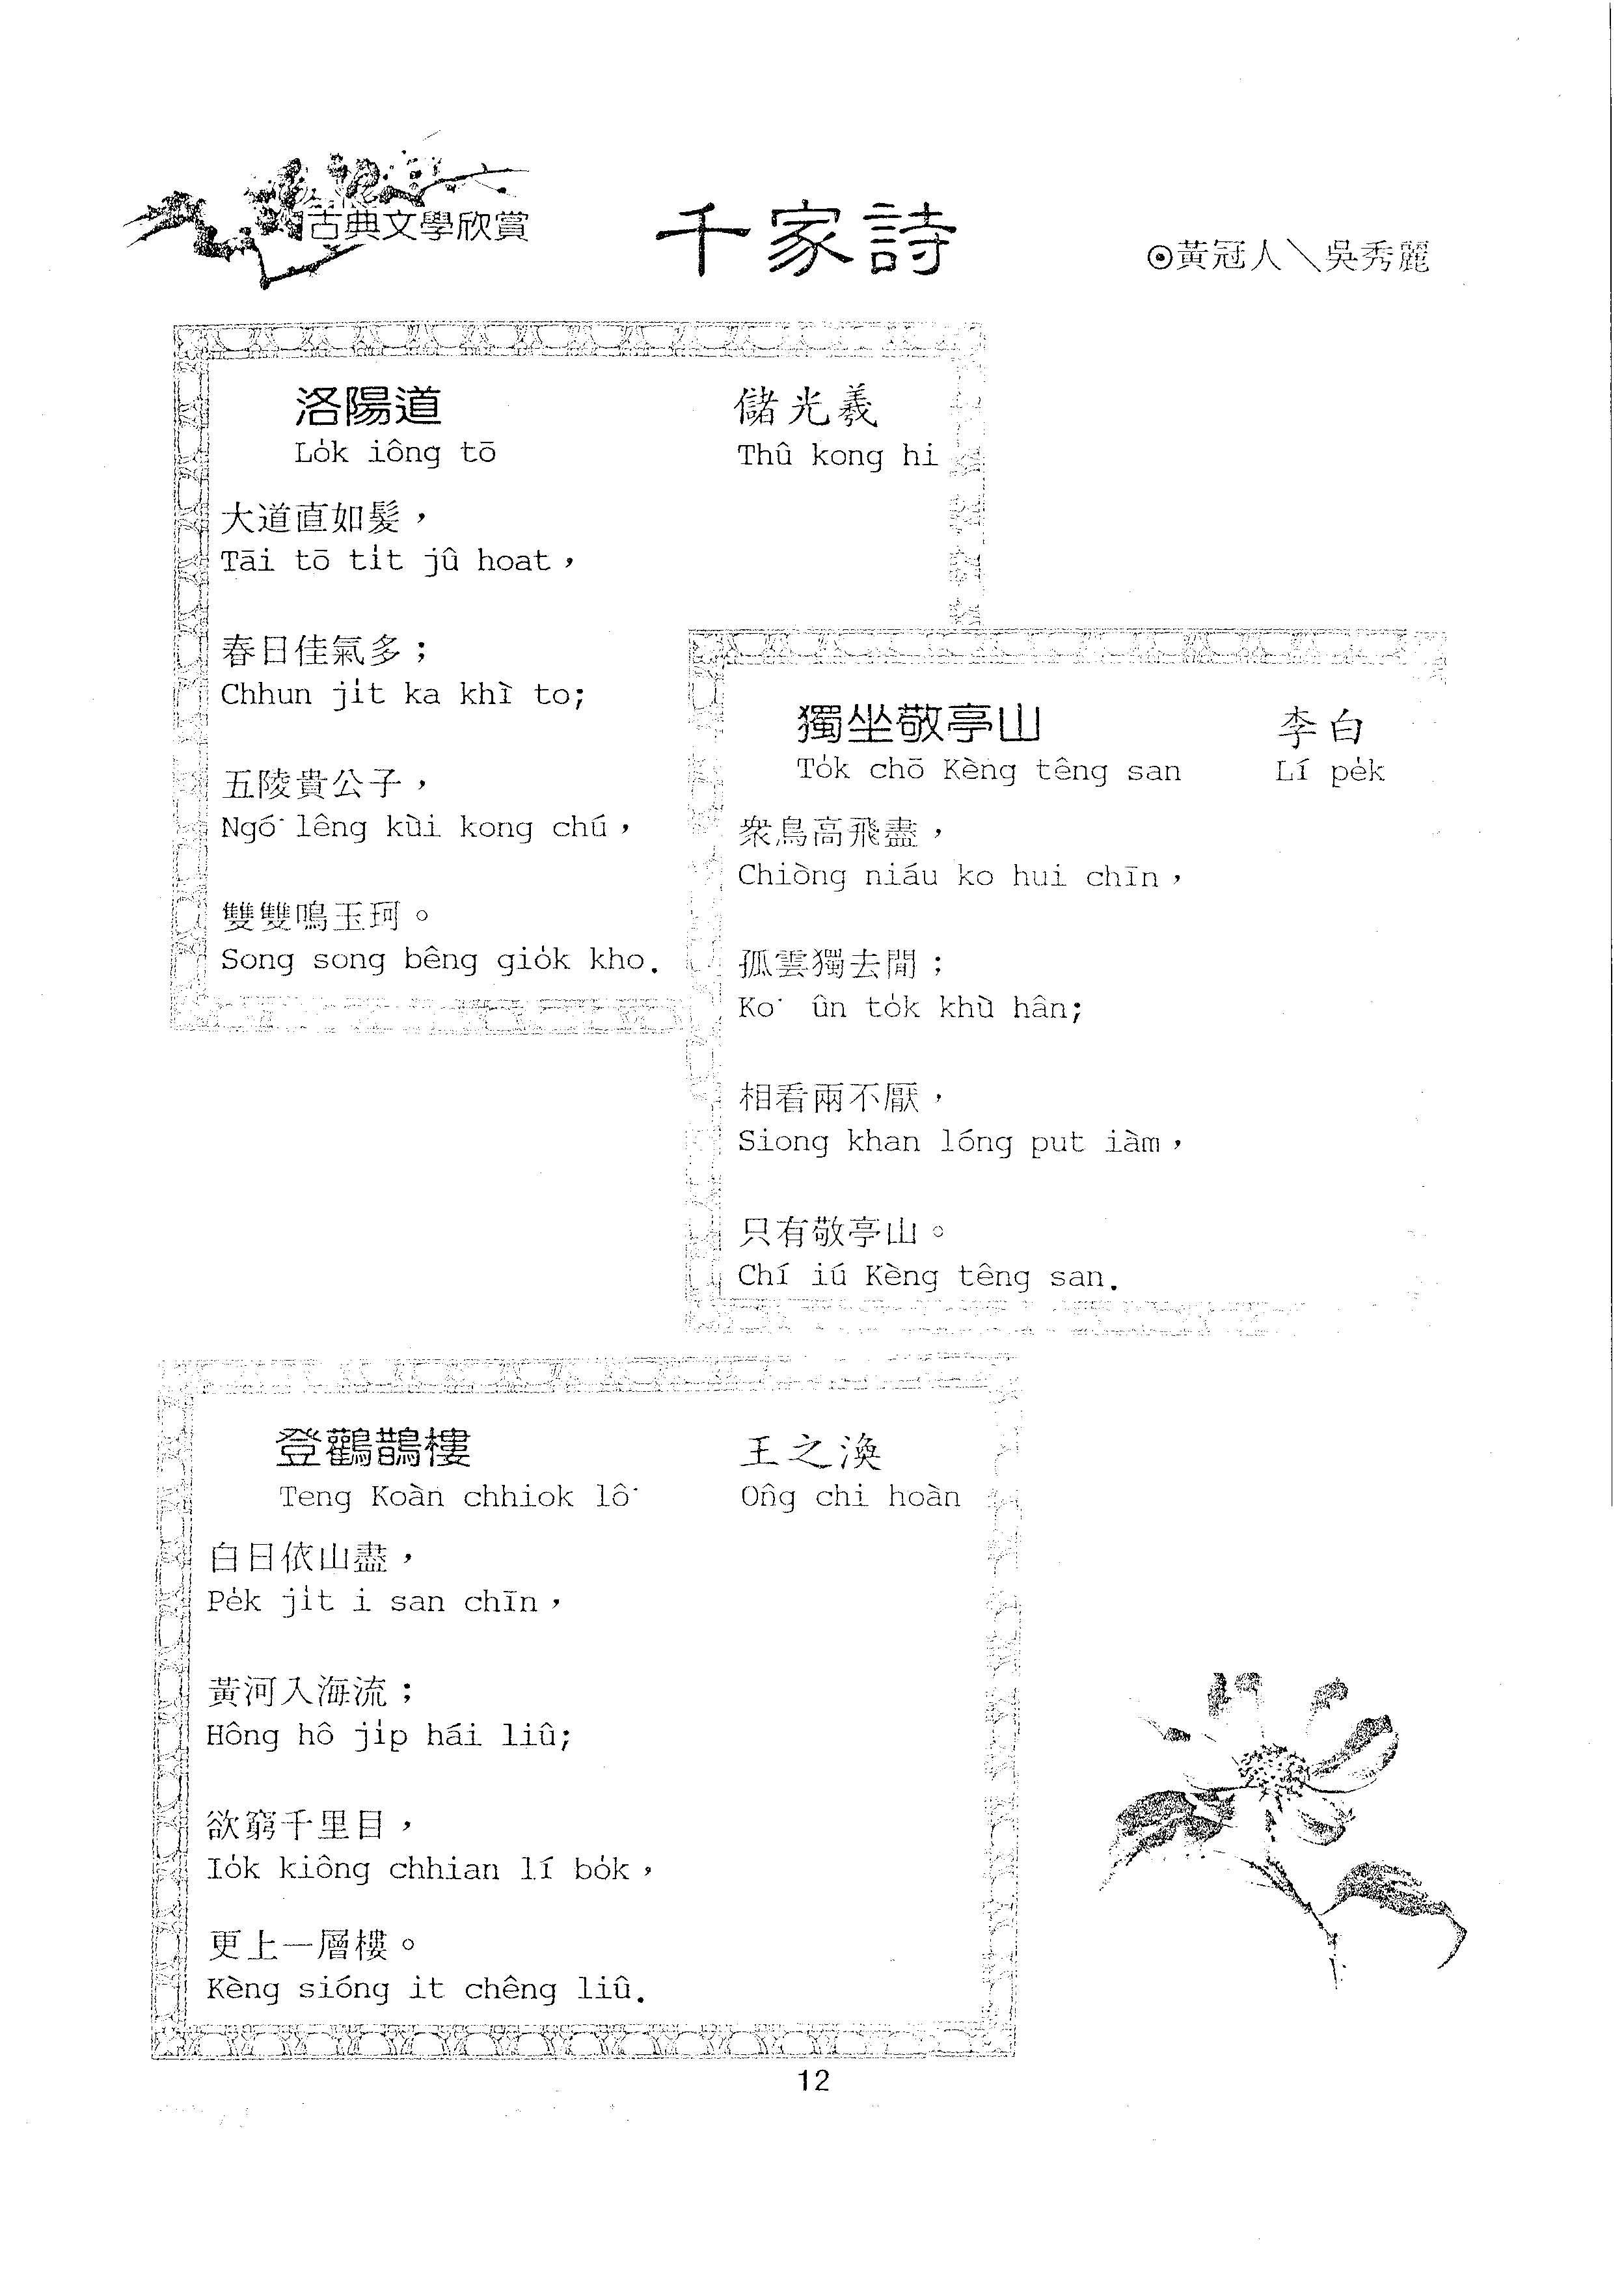 古典文學欣賞
千家詩
⊙黃冠人＼吳秀麗
洛陽道 儲光羲
Lo̍k iông tō Thû kong hi
大道直如髮，
Tāi tō ti̍t jû hoat，
春日佳氣多；
Chhun ji̍t ka khì to;
五陵貴公子，
Ngó͘ lêng kùi kong chú，
雙雙鳴玉珂。
Song song bêng gio̍k kho.
獨坐敬亭山 李白
To̍k chō Kèng têng san Lí pe̍k
衆鳥高飛盡，
Chiòng niáu ko hui chīn，
孤雲獨去閒；
Ko͘ ûn to̍k khù hân;
相看兩不厭，
Siong khan lóng put iàm，
只有敬亭山。
Chí iú Kèng têng san.
登鸛鵲樓 王之渙
Teng Koàn chhiok lô͘ On̂g chi hoàn
白日依山盡，
Pe̍k ji̍t i san chīn，
黃河入海流；
Hông hô ji̍p hái liû;
欲窮千里目，
Io̍k kiông chhian lí bo̍k，
更上一層樓。
Kèng sióng it chêng liû.
12